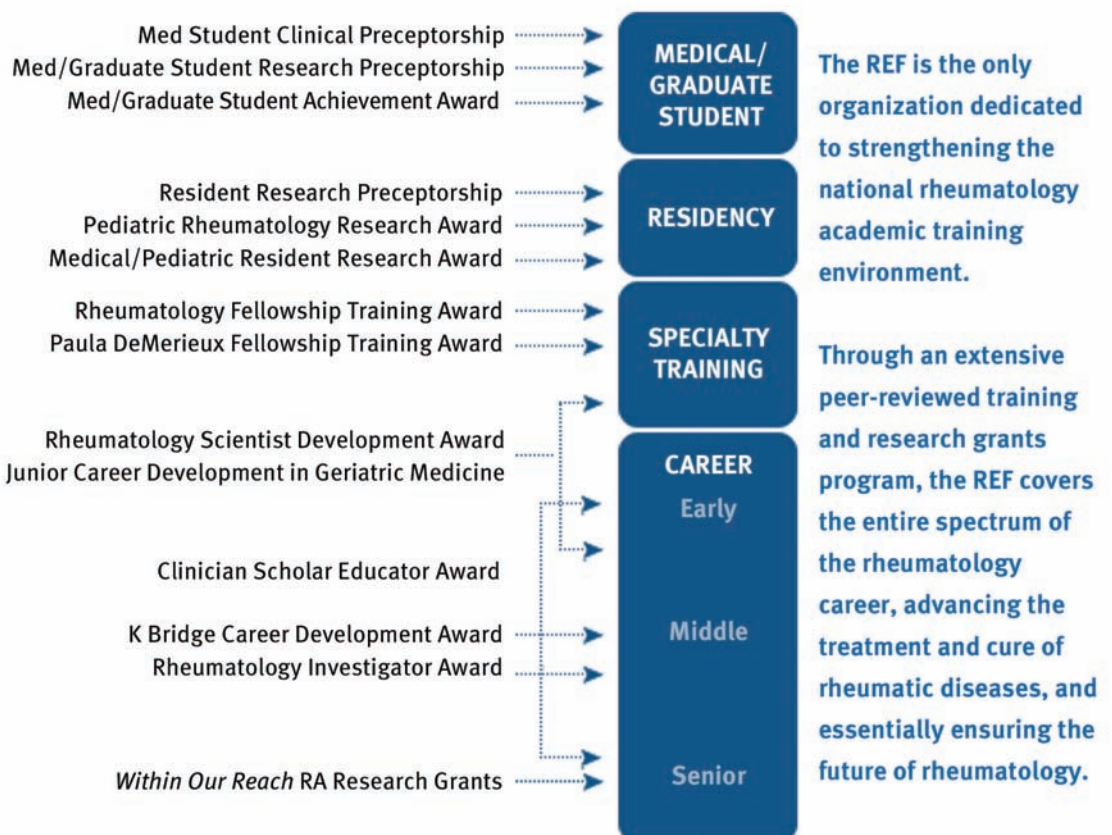 Med Student Clinical Preceptorship
Med/Graduate Student Research Preceptorship
Med/Graduate Student Achievement Award
MEDICAL/
GRADUATE
STUDENT
Resident Research Preceptorship
Pediatric Rheumatology Research Award
Medical/Pediatric Resident Research Award
RESIDENCY
Rheumatology Fellowship Training Award
Paula DeMerieux Fellowship Training Award
SPECIALTY
TRAINING
Rheumatology Scientist Development Award
Junior Career Development in Geriatric Medicine
Clinician Scholar Educator Award
K Bridge Career Development Award
Rheumatology Investigator Award
Within Our Reach RA Research Grants
CAREER
Early
Middle
Senior
The REF is the only
organization dedicated
to strengthening the
national rheumatology
academic training
environment.
Through an extensive
peer-reviewed training
and research grants
program, the REF covers
the entire spectrum of
the rheumatology
career, advancing the
treatment and cure of
rheumatic diseases, and
essentially ensuring the
future of rheumatology.